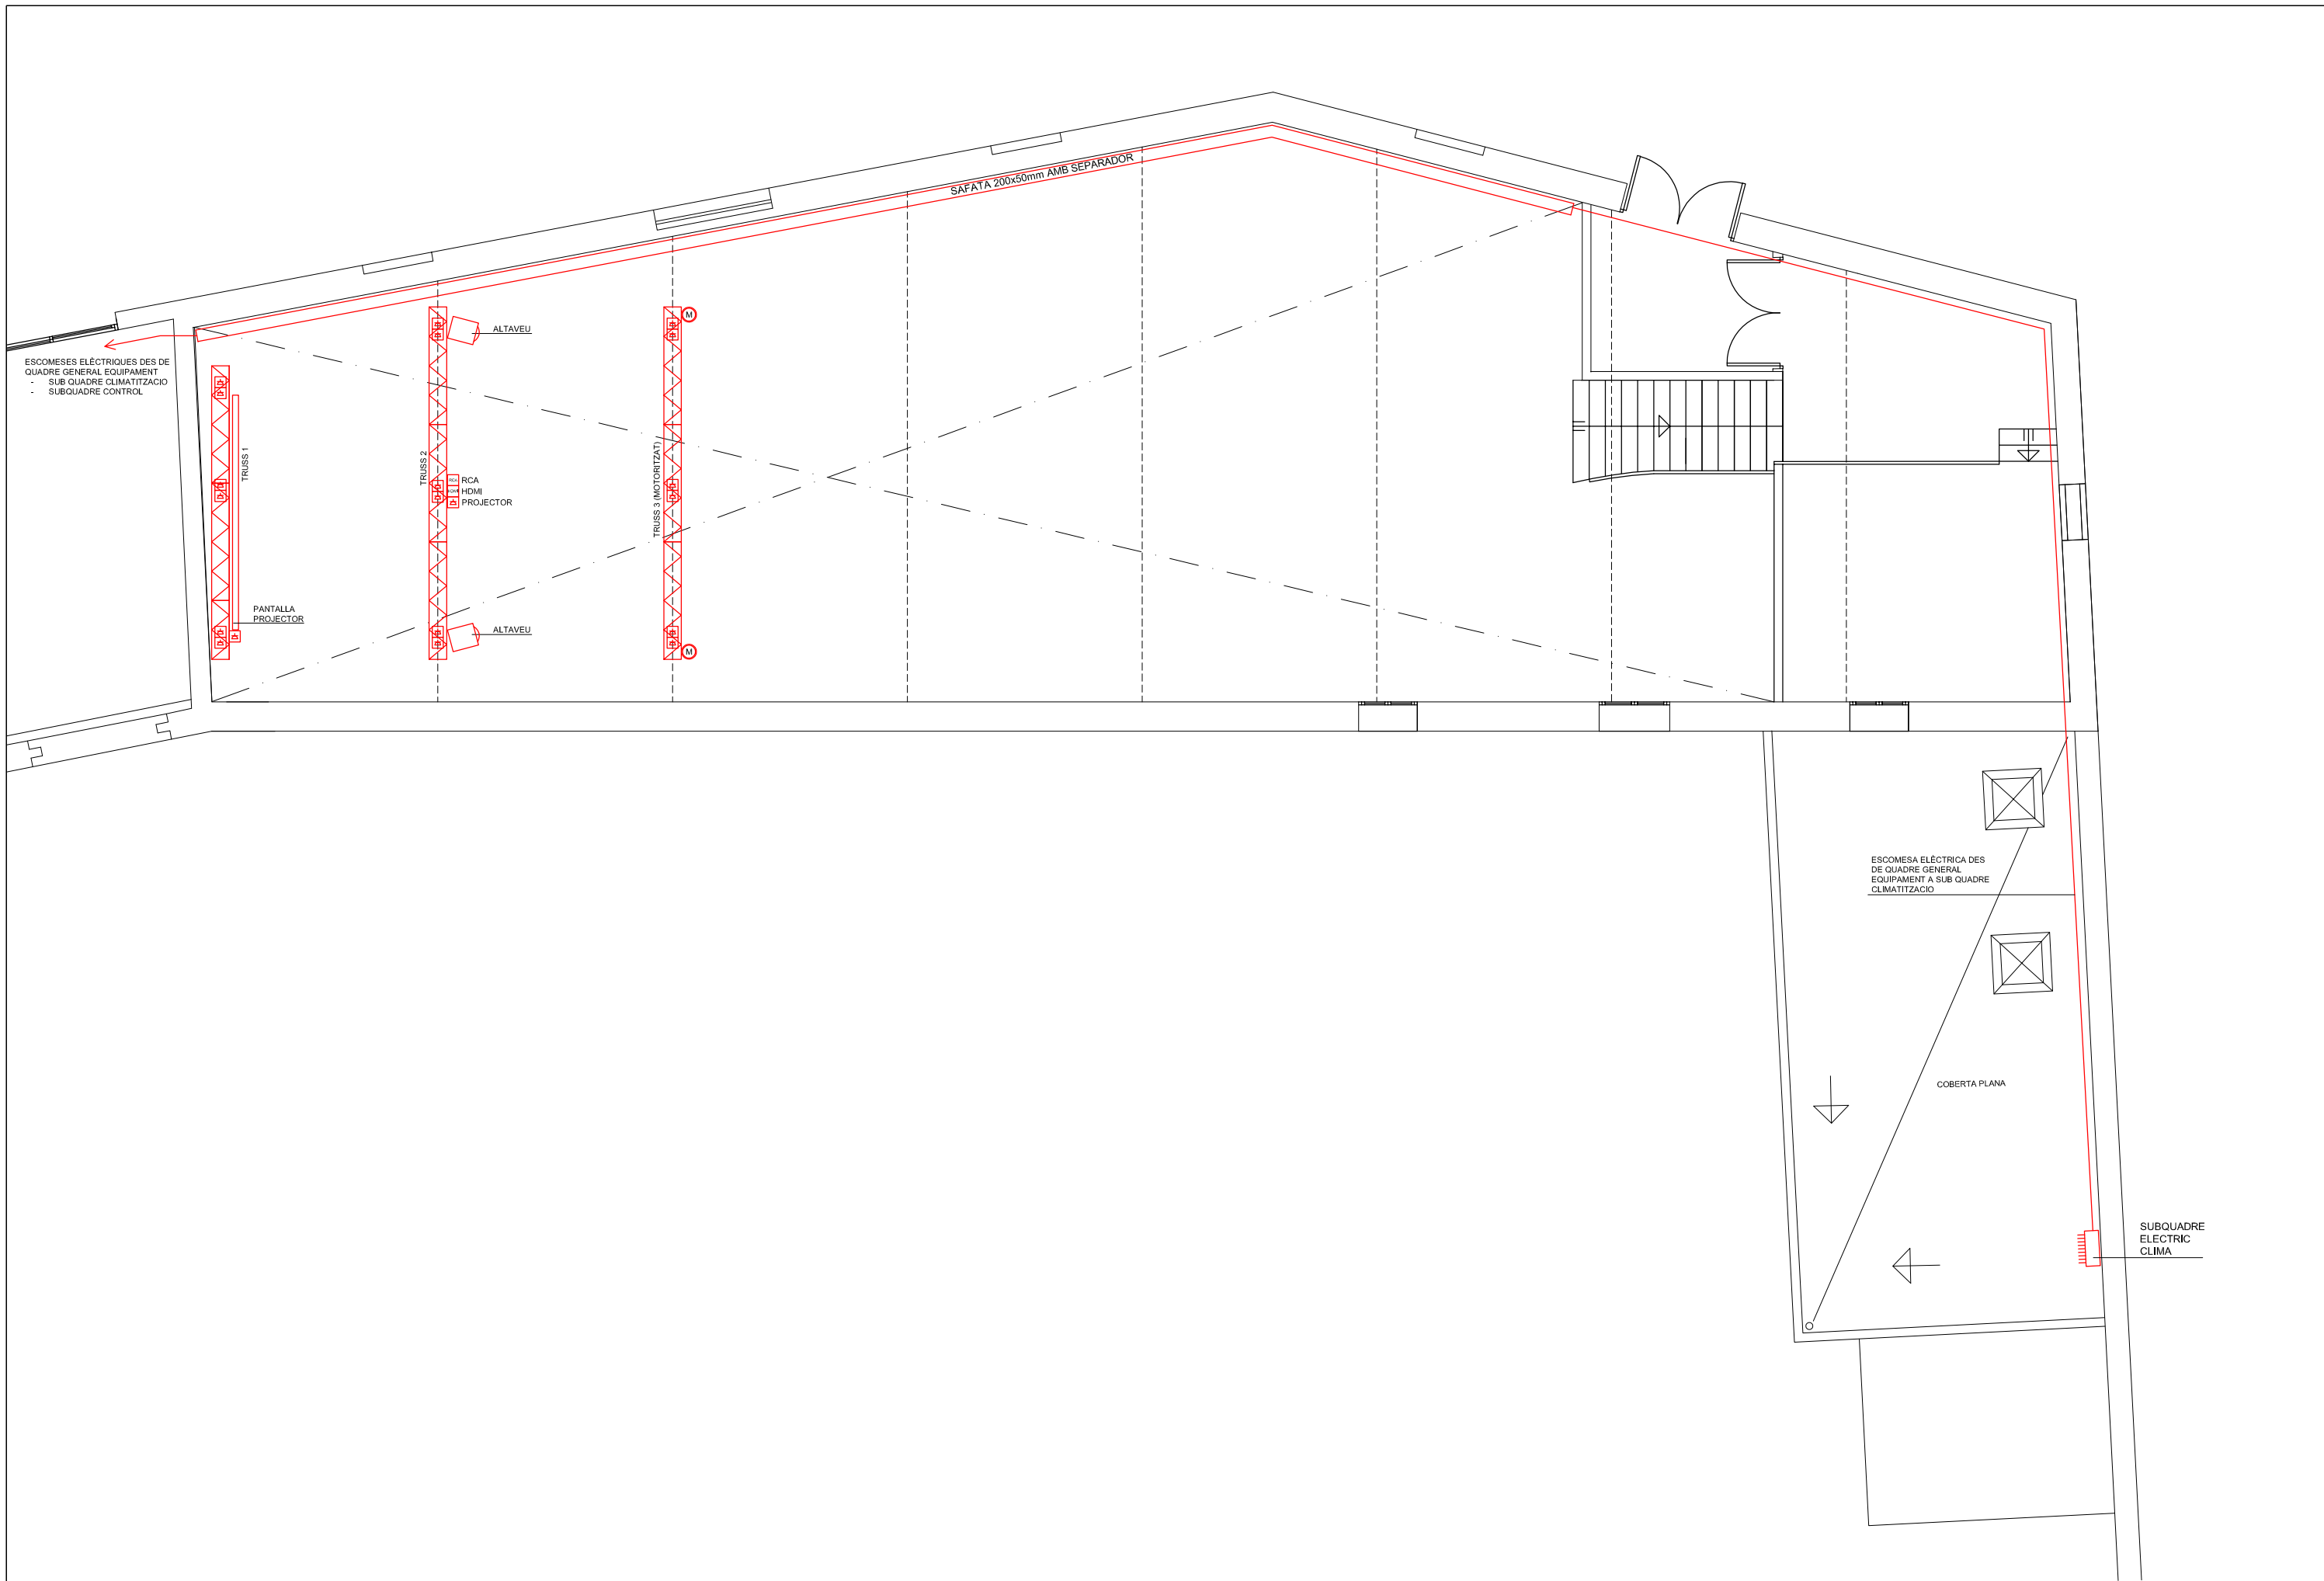 SAFATA 200x50mm AMB SEPARADOR
ESCOMESES ELÈCTRIQUES DES DE
QUADRE GENERAL EQUIPAMENT
- SUB QUADRE CLIMATITZACIO
- SUBQUADRE CONTROL
TRUSS 1
PANTALLA
PROJECTOR
TRUSS 2
ALTAVEU
RCA
RCA
HDMI
HDMI
PROJECTOR
ALTAVEU
TRUSS 3 (MOTORITZAT)
M
M
ESCOMESA ELÈCTRICA DES
DE QUADRE GENERAL
EQUIPAMENT A SUB QUADRE
CLIMATITZACIO
COBERTA PLANA
SUBQUADRE
ELECTRIC
CLIMA